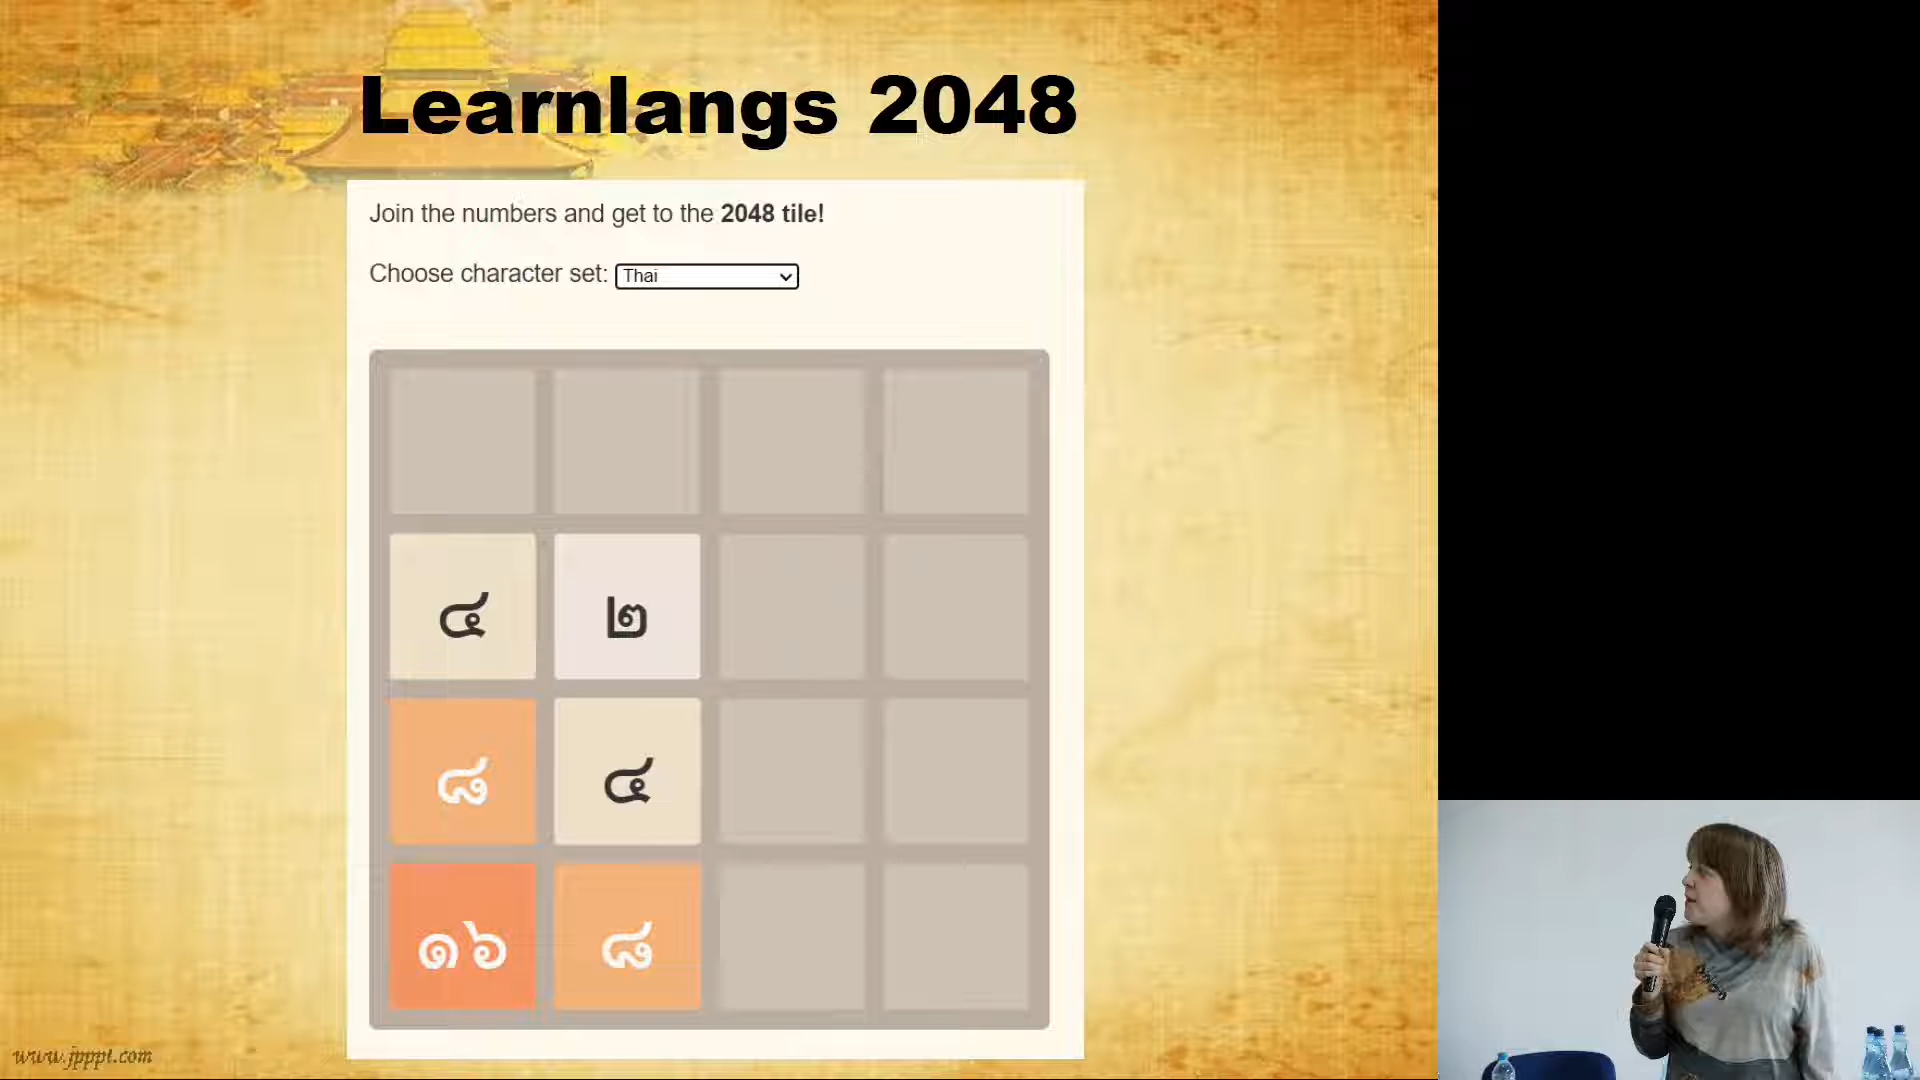 Learnlangs 2048
Join the numbers and get to the 2048 tile!
Choose character set: Thai
๔ ๒
๘ ๔
๑๖ ๘
www.jpppt.com